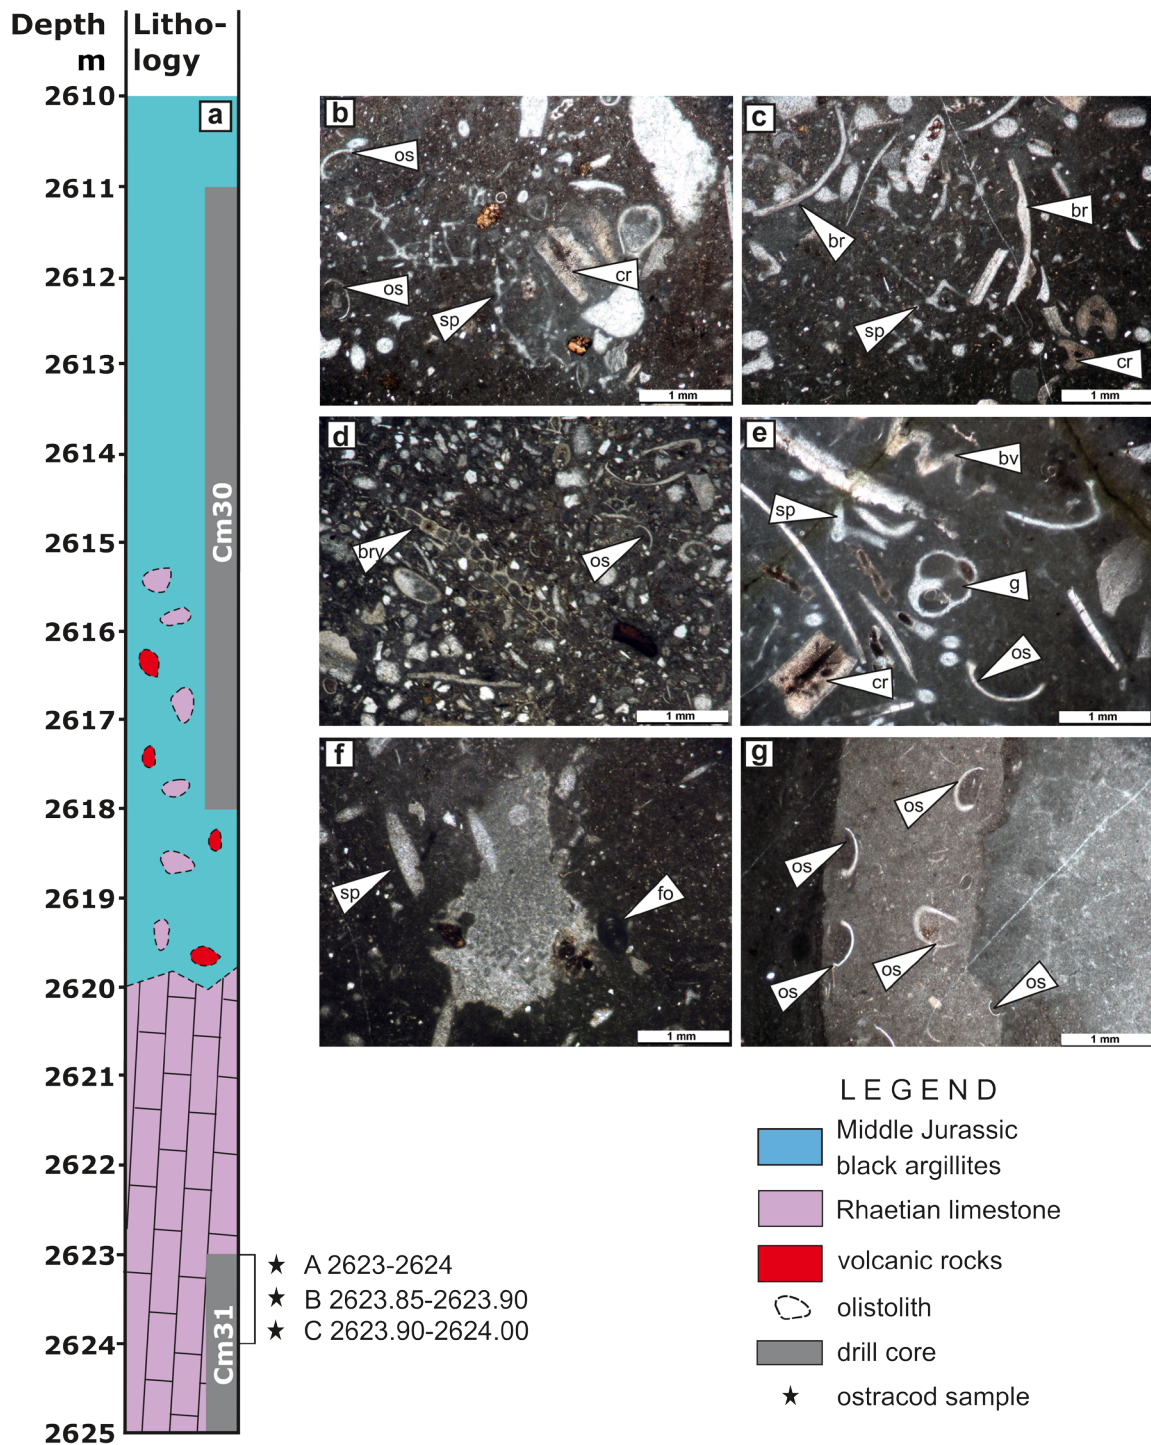 Depth
m
Litho-
logy
a
2610
2611
2612
2613
2614
2615
2616
2617
2618
2619
2620
2621
2622
2623
2624
2625
Cm30
Cm31
A 2623-2624
B 2623.85-2623.90
C 2623.90-2624.00
b
os
os
sp
cr
1 mm
c
br
br
sp
cr
1 mm
d
bry
os
1 mm
e
bv
sp
g
os
cr
1 mm
f
sp
fo
1 mm
g
os
os
os
os
os
1 mm
LEGEND
Middle Jurassic
black argillites
Rhaetian limestone
volcanic rocks
olistolith
drill core
ostracod sample